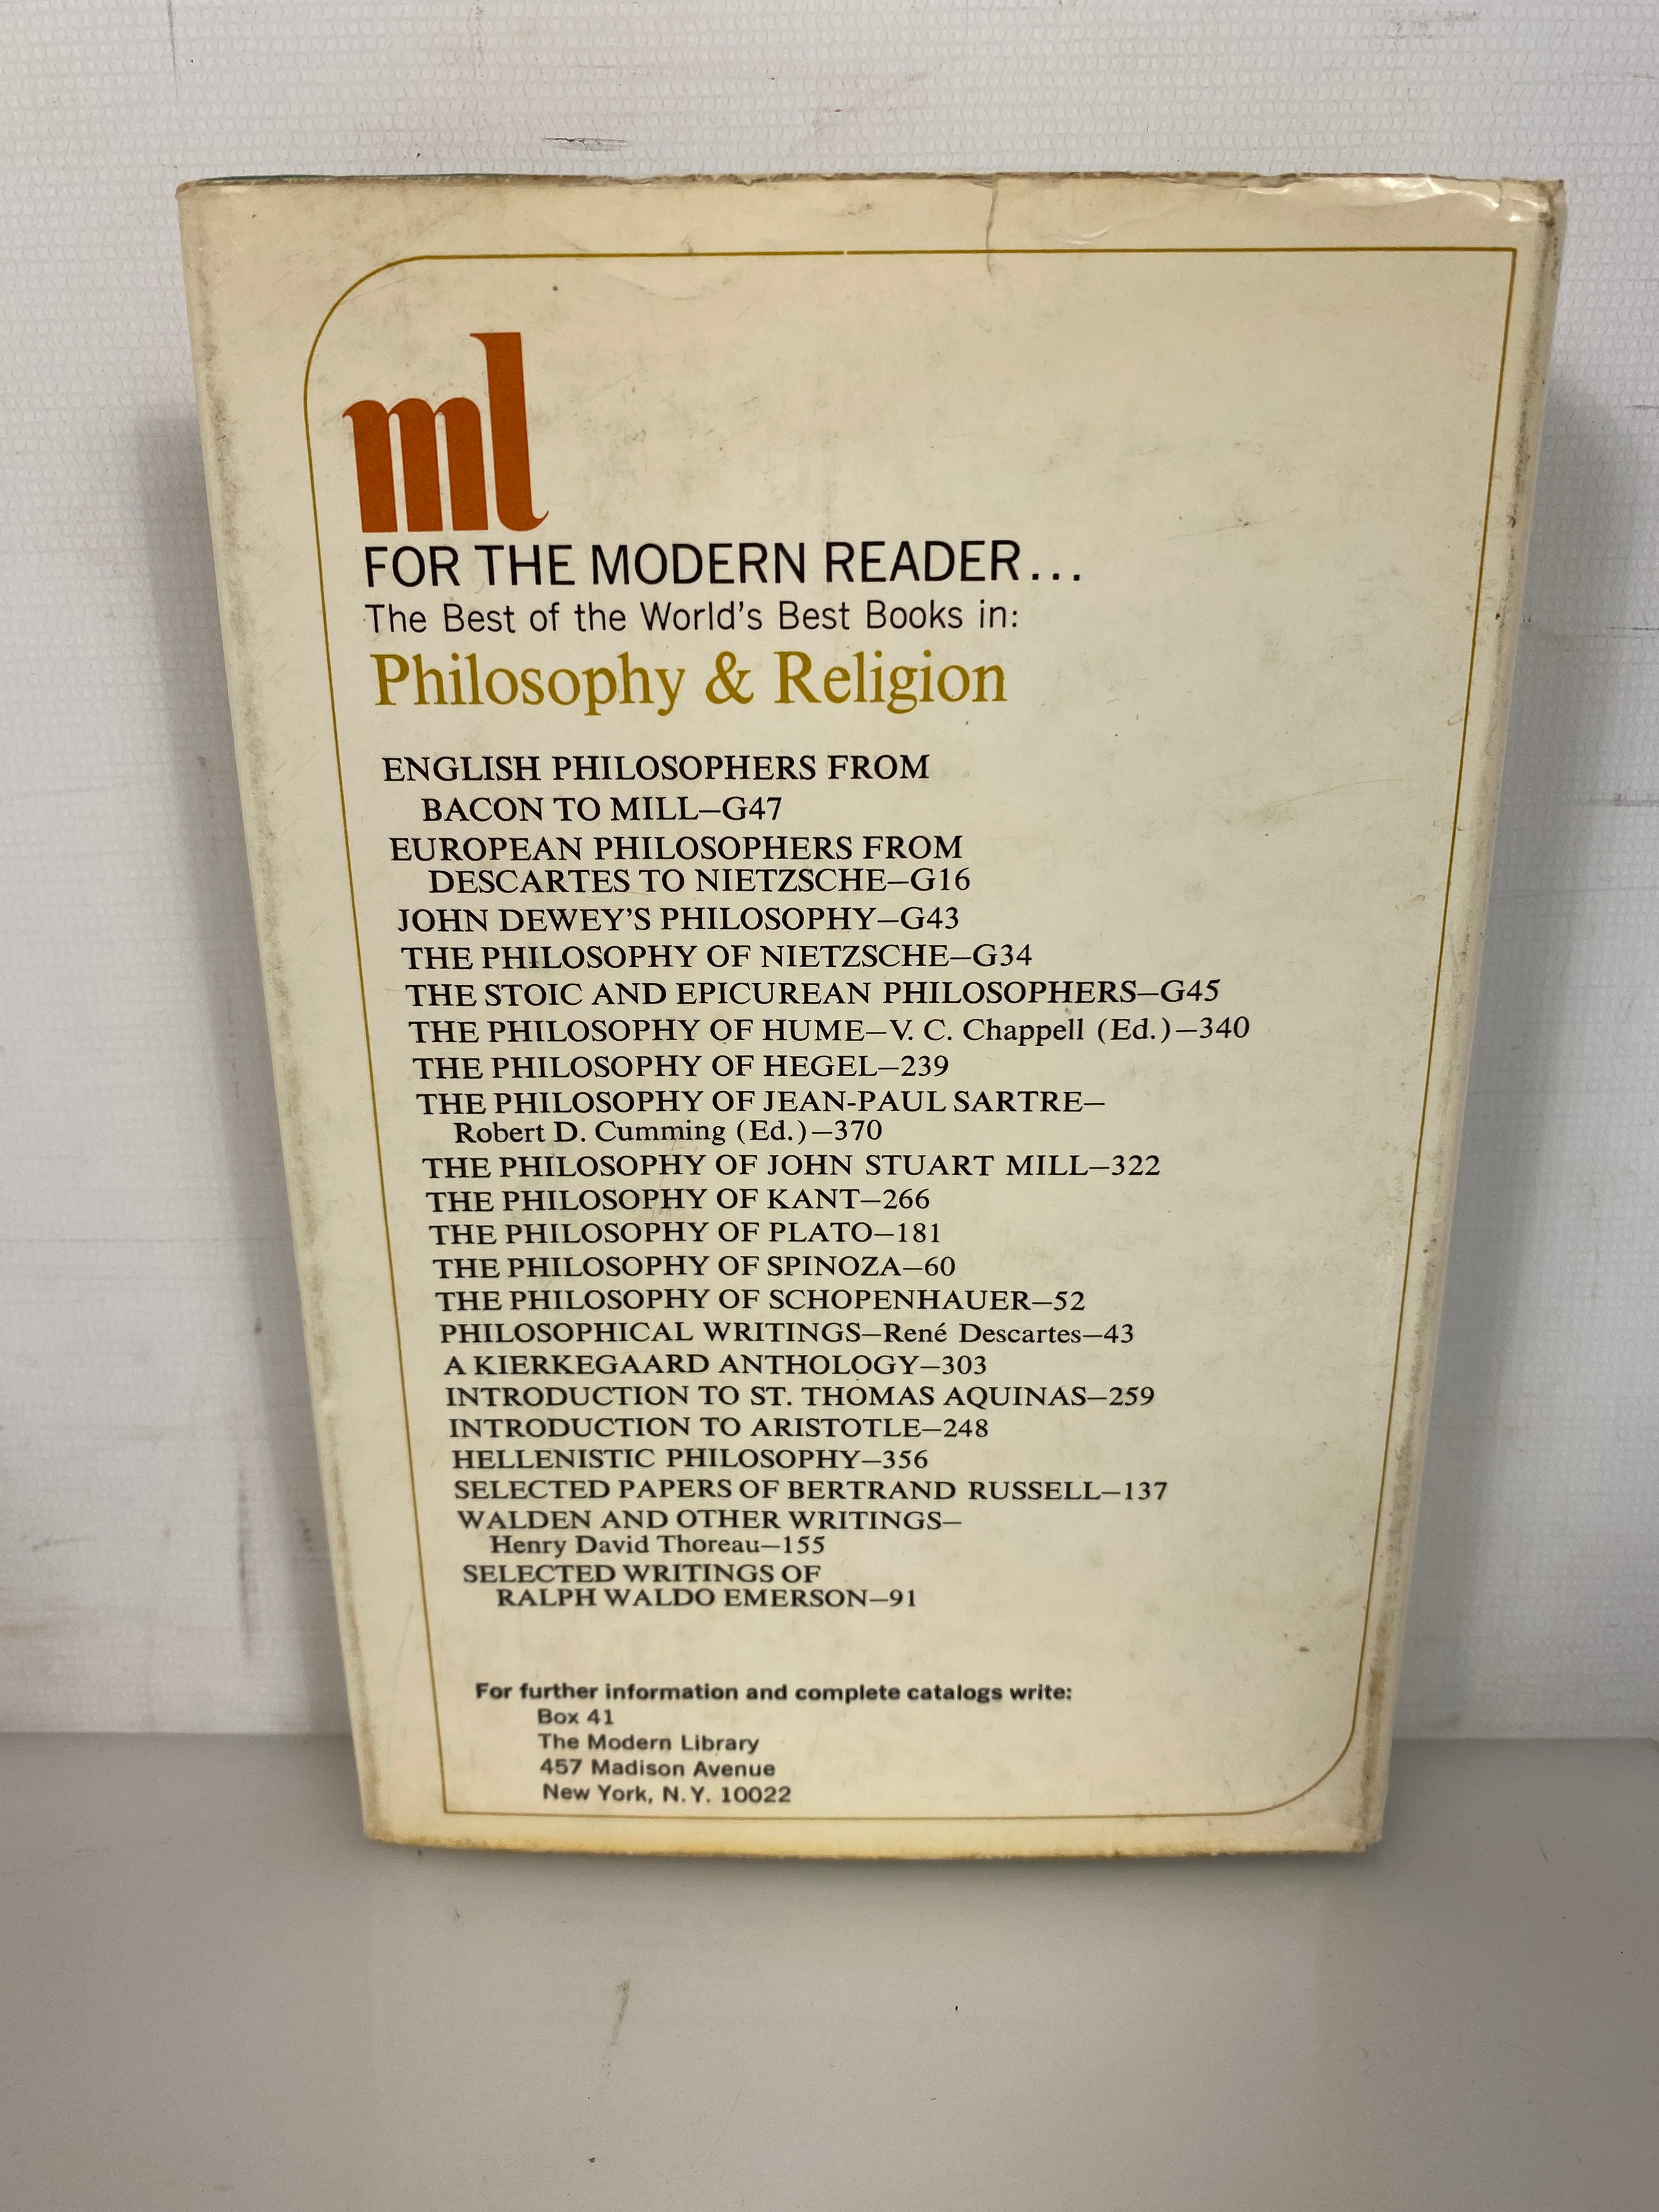 ml
FOR THE MODERN READER...
The Best of the World's Best Books in:
Philosophy & Religion
ENGLISH PHILOSOPHERS FROM
BACON TO MILL—G47
EUROPEAN PHILOSOPHERS FROM
DESCARTES TO NIETZSCHE—G16
JOHN DEWEY'S PHILOSOPHY—G43
THE PHILOSOPHY OF NIETZSCHE—G34
THE STOIC AND EPICUREAN PHILOSOPHERS—G45
THE PHILOSOPHY OF HUME—V. C. Chappell (Ed.)—340
THE PHILOSOPHY OF HEGEL—239
THE PHILOSOPHY OF JEAN-PAUL SARTRE—
Robert D. Cumming (Ed.)—370
THE PHILOSOPHY OF JOHN STUART MILL—322
THE PHILOSOPHY OF KANT—266
THE PHILOSOPHY OF PLATO—181
THE PHILOSOPHY OF SPINOZA—60
THE PHILOSOPHY OF SCHOPENHAUER—52
PHILOSOPHICAL WRITINGS—René Descartes—43
A KIERKEGAARD ANTHOLOGY—303
INTRODUCTION TO ST. THOMAS AQUINAS—259
INTRODUCTION TO ARISTOTLE—248
HELLENISTIC PHILOSOPHY—356
SELECTED PAPERS OF BERTRAND RUSSELL—137
WALDEN AND OTHER WRITINGS—
Henry David Thoreau—155
SELECTED WRITINGS OF
RALPH WALDO EMERSON—91
For further information and complete catalogs write:
Box 41
The Modern Library
457 Madison Avenue
New York, N.Y. 10022